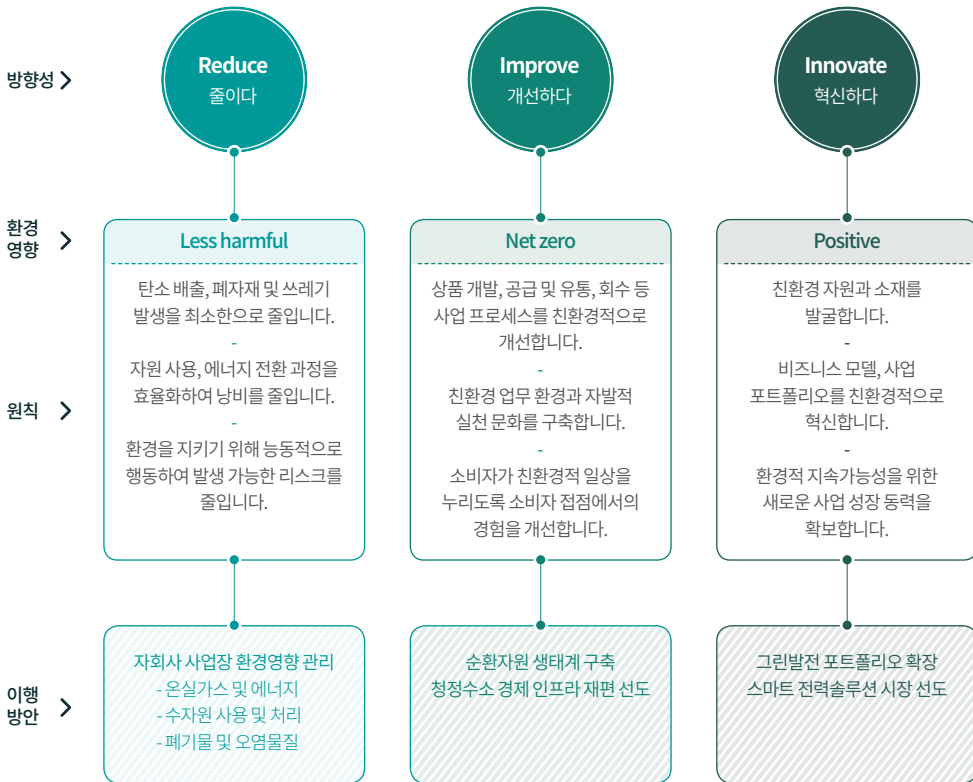 방향성
Reduce
줄이다
Improve
개선하다
Innovate
혁신하다
환경
영향
Less harmful
Net zero
Positive
원칙
탄소 배출, 폐자재 및 쓰레기
발생을 최소한으로 줄입니다.
-
자원 사용, 에너지 전환 과정을
효율화하여 낭비를 줄입니다.
-
환경을 지키기 위해 능동적으로
행동하여 발생 가능한 리스크를
줄입니다.
상품 개발, 공급 및 유통, 회수 등
사업 프로세스를 친환경적으로
개선합니다.
-
친환경 업무 환경과 자발적
실천 문화를 구축합니다.
-
소비자가 친환경적 일상을
누리도록 소비자 접점에서의
경험을 개선합니다.
친환경 자원과 소재를
발굴합니다.
-
비즈니스 모델, 사업
포트폴리오를 친환경적으로
혁신합니다.
-
환경적 지속가능성을 위한
새로운 사업 성장 동력을
확보합니다.
이행
방안
자회사 사업장 환경영향 관리
- 온실가스 및 에너지
- 수자원 사용 및 처리
- 폐기물 및 오염물질
순환자원 생태계 구축
청정수소 경제 인프라 재편 선도
그린발전 포트폴리오 확장
스마트 전력솔루션 시장 선도